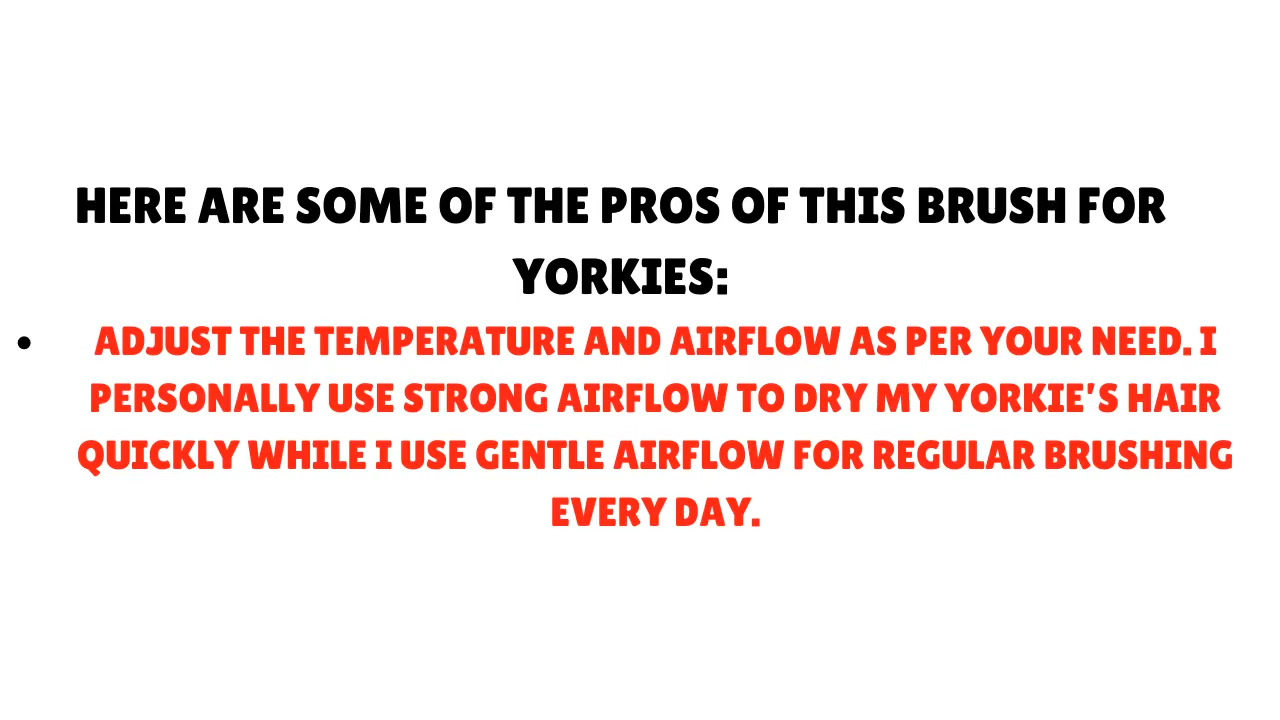 HERE ARE SOME OF THE PROS OF THIS BRUSH FOR
YORKIES:
• ADJUST THE TEMPERATURE AND AIRFLOW AS PER YOUR NEED. I
PERSONALLY USE STRONG AIRFLOW TO DRY MY YORKIE'S HAIR
QUICKLY WHILE I USE GENTLE AIRFLOW FOR REGULAR BRUSHING
EVERY DAY.